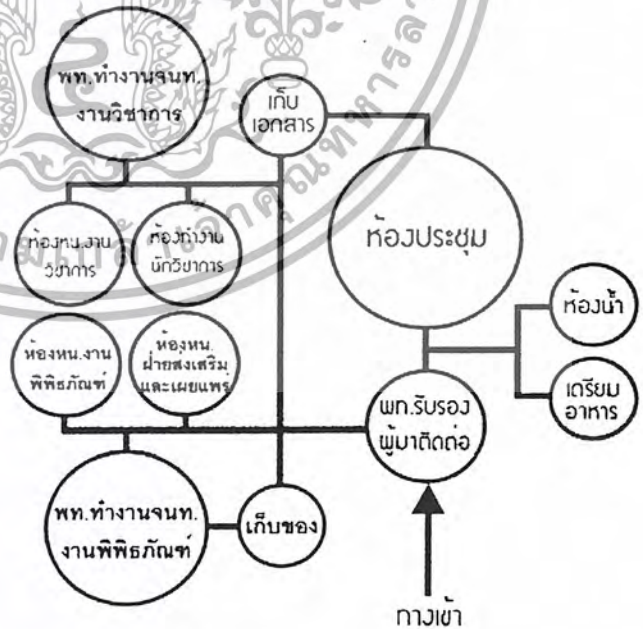 พท.ทำงานจนท.
งานวิชาการ
เก็บ
เอกสาร
ห้องหน.งาน
วิชาการ
ห้องทำงาน
นักวิชาการ
ห้องประชุม
ห้องน้ำ
เตรียม
อาหาร
ห้องหน.งาน
พิพิธภัณฑ์
ห้องหน.
ฝ่ายส่งเสริม
และเผยแพร่
พท.รับรอง
ผู้มาติดต่อ
พท.ทำงานจนท.
งานพิพิธภัณฑ์
เก็บของ
ทางเข้า